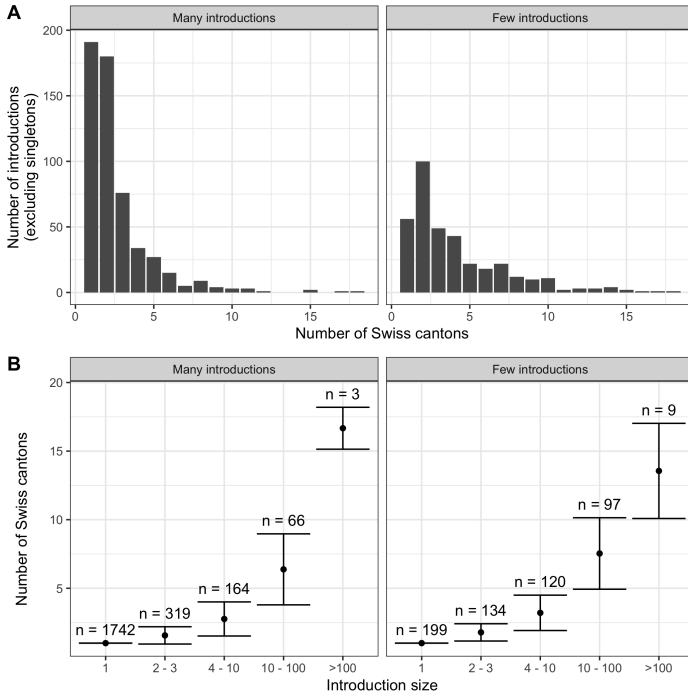 A
Many introductions
Few introductions
Number of introductions
(excluding singletons)
200
150
100
50
0
0 5 10 15
0 5 10 15
Number of Swiss cantons
B
Many introductions
Few introductions
Number of Swiss cantons
20
15
10
5
n = 1742
n = 319
n = 164
n = 66
n = 3
n = 199
n = 134
n = 120
n = 97
n = 9
1 2 - 3 4 - 10 10 - 100 >100
1 2 - 3 4 - 10 10 - 100 >100
Introduction size